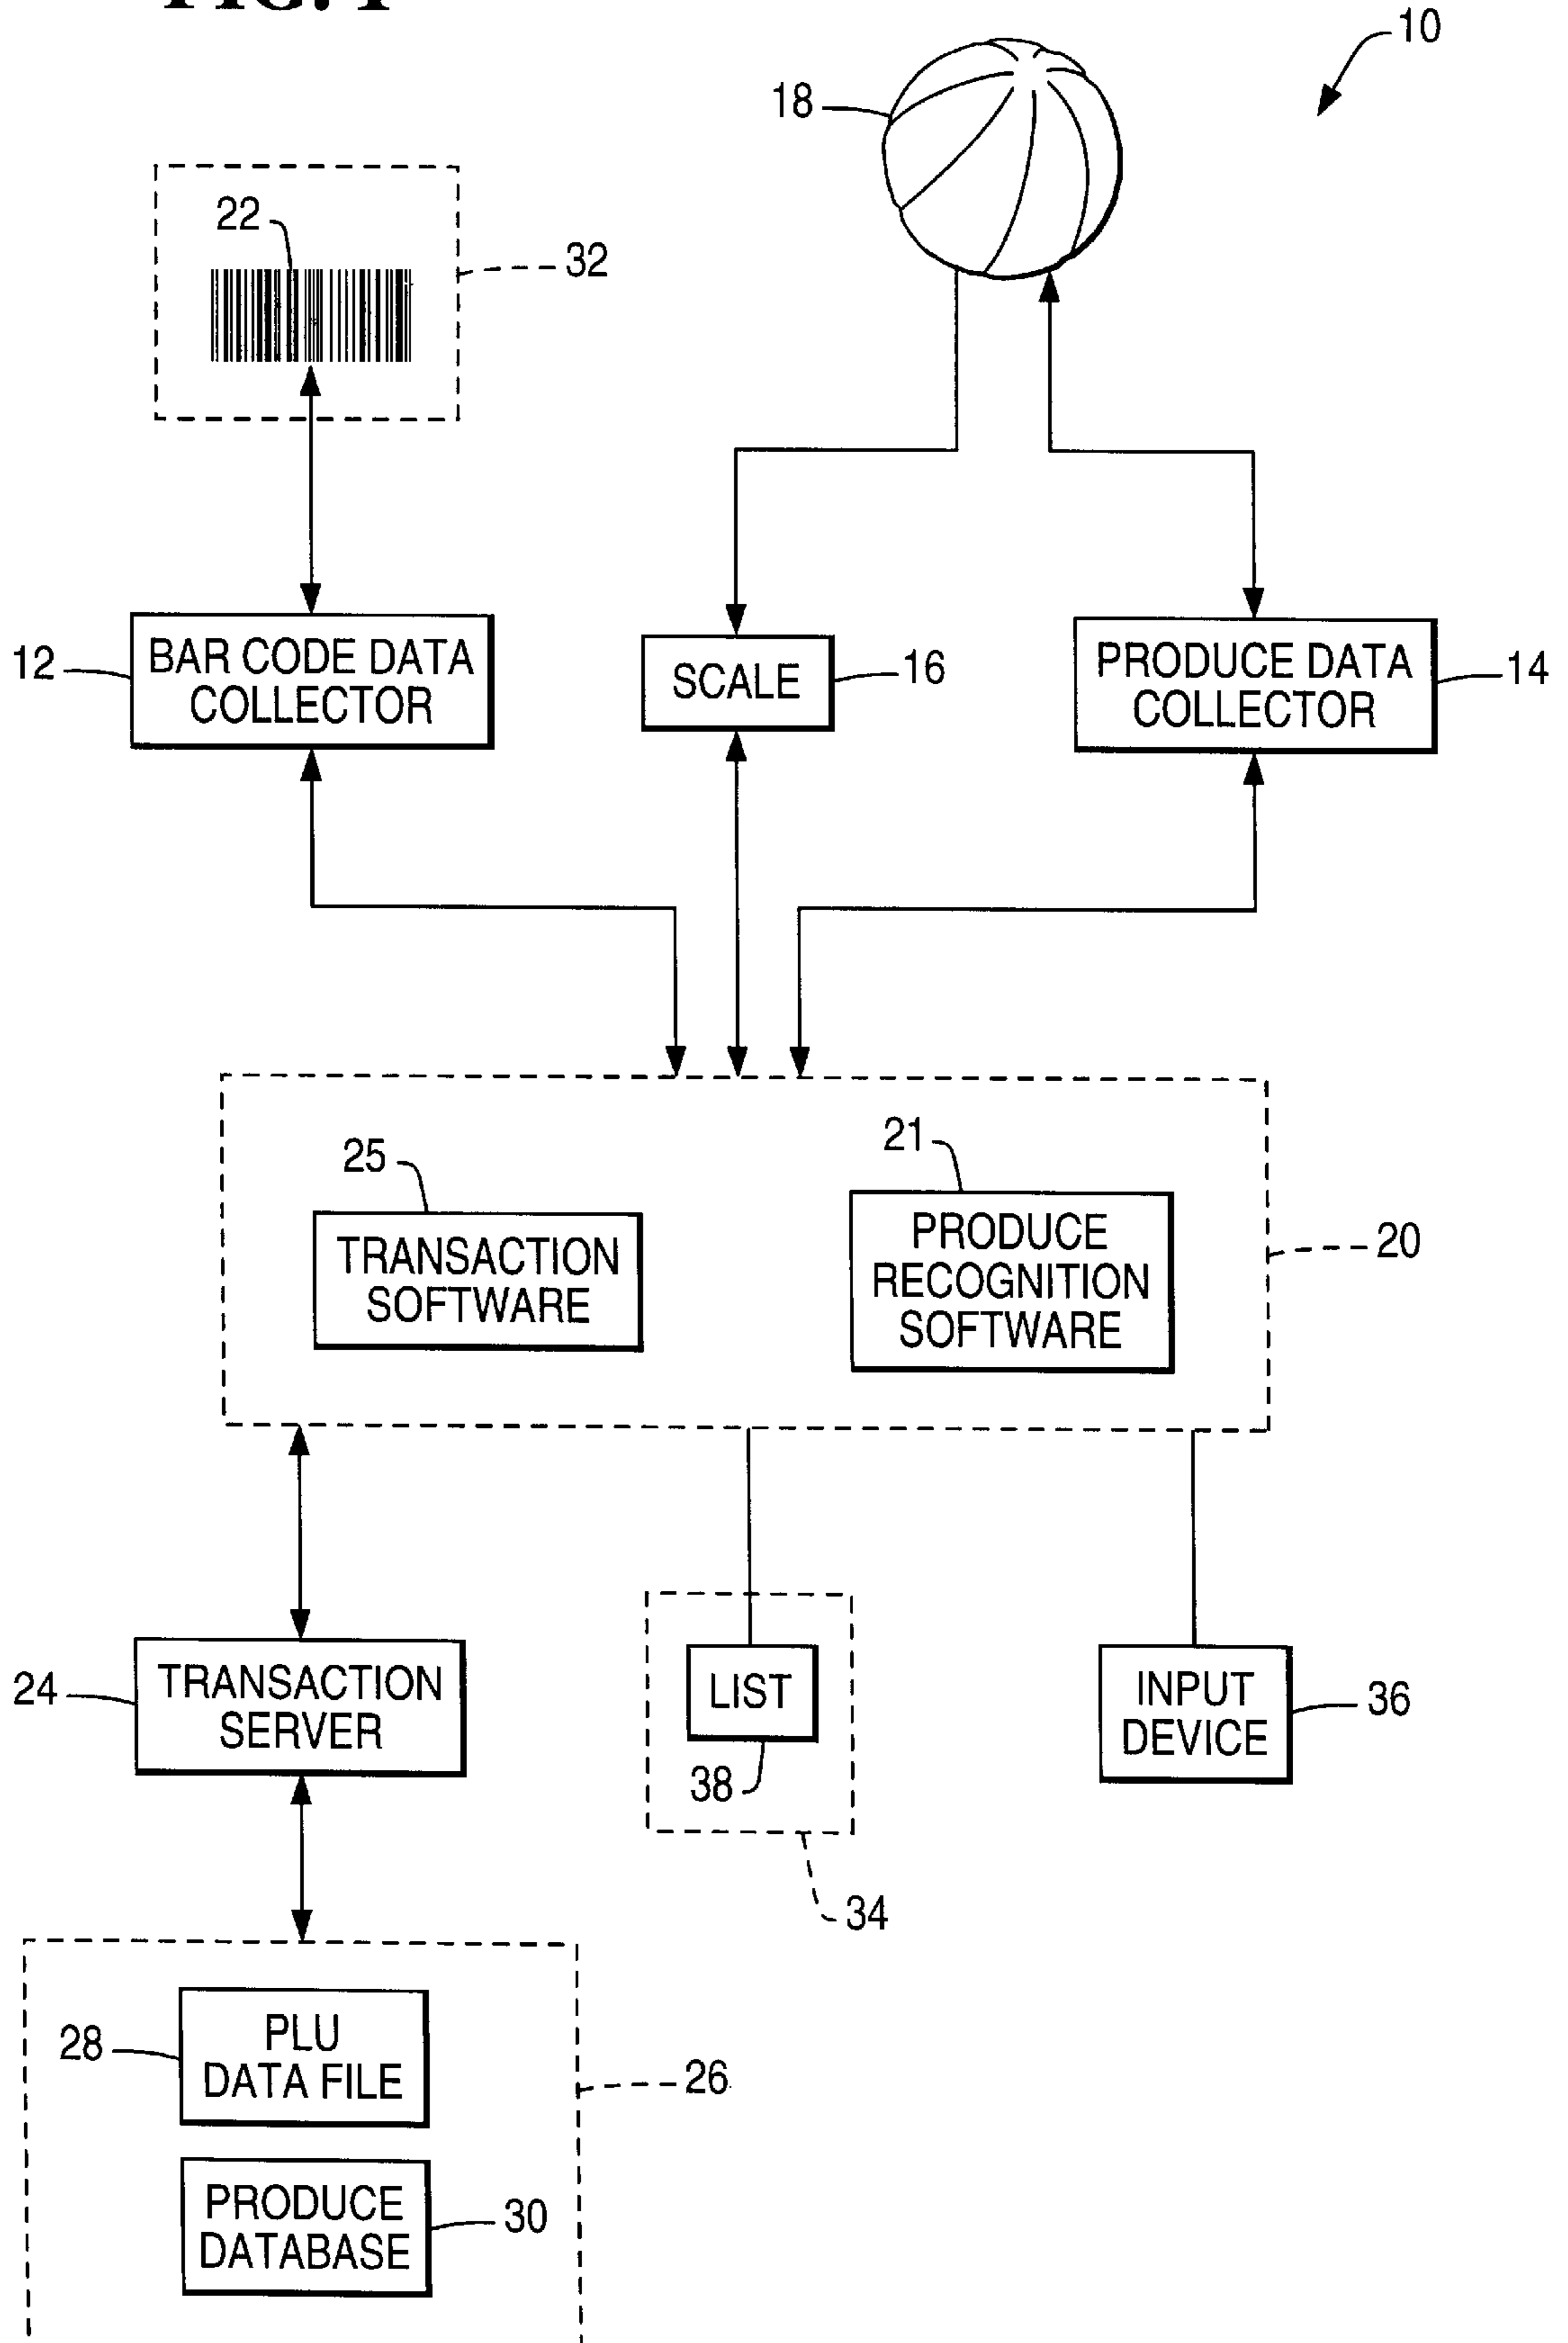 FIG. 1
10
18
22
32
12
BAR CODE DATA
COLLECTOR
SCALE
16
PRODUCE DATA
COLLECTOR
14
25
TRANSACTION
SOFTWARE
21
PRODUCE
RECOGNITION
SOFTWARE
20
24
TRANSACTION
SERVER
LIST
38
34
INPUT
DEVICE
36
28
PLU
DATA FILE
26
PRODUCE
DATABASE
30